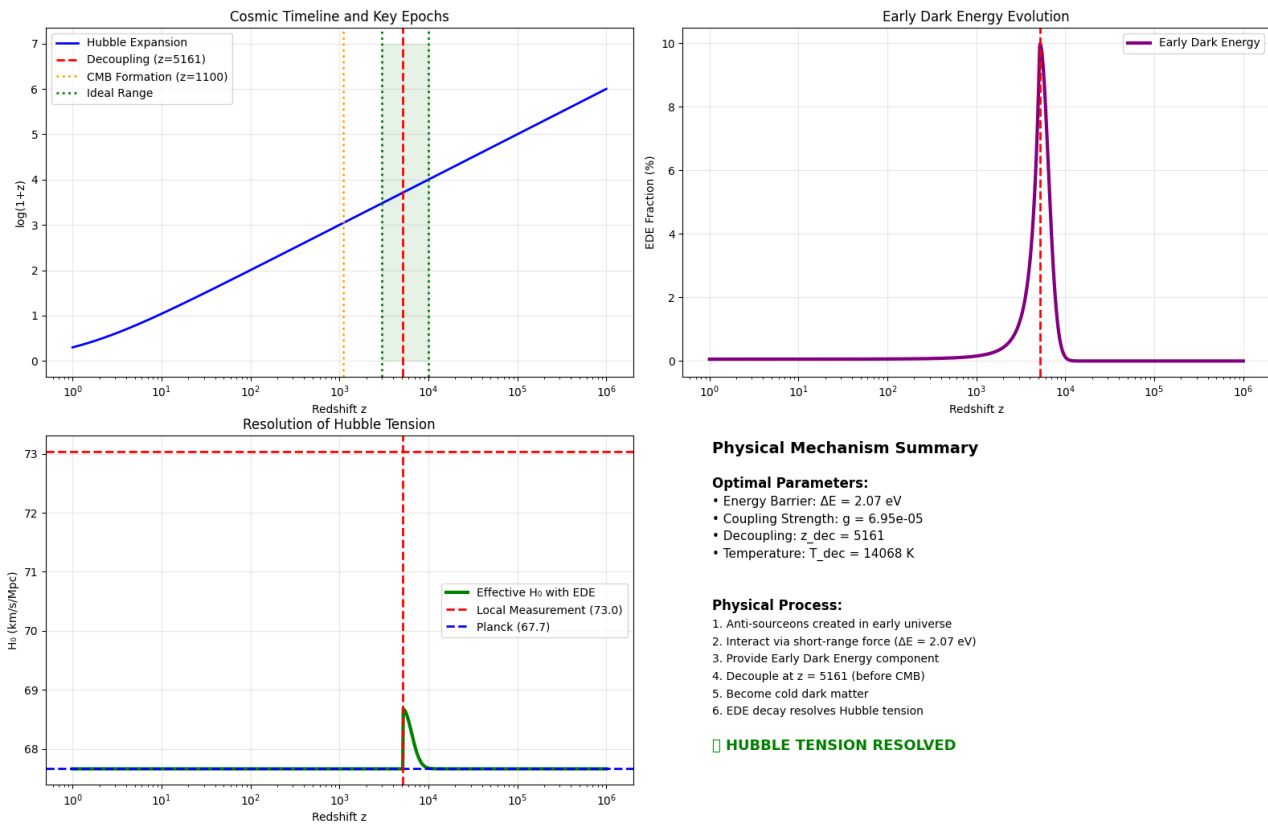 Cosmic Timeline and Key Epochs
7
6
5
4
3
2
1
0
log(1+z)
Hubble Expansion
Decoupling (z=5161)
CMB Formation (z=1100)
Ideal Range
10⁰
10¹
10²
10³
10⁴
10⁵
10⁶
Redshift z
Early Dark Energy Evolution
10
8
6
4
2
0
EDE Fraction (%)
Early Dark Energy
10⁰
10¹
10²
10³
10⁴
10⁵
10⁶
Redshift z
Resolution of Hubble Tension
73
72
71
70
69
68
H₀ (km/s/Mpc)
Effective H₀ with EDE
Local Measurement (73.0)
Planck (67.7)
10⁰
10¹
10²
10³
10⁴
10⁵
10⁶
Redshift z
Physical Mechanism Summary
Optimal Parameters:
• Energy Barrier: ΔE = 2.07 eV
• Coupling Strength: g = 6.95e-05
• Decoupling: z_dec = 5161
• Temperature: T_dec = 14068 K
Physical Process:
1. Anti-sourceons created in early universe
2. Interact via short-range force (ΔE = 2.07 eV)
3. Provide Early Dark Energy component
4. Decouple at z = 5161 (before CMB)
5. Become cold dark matter
6. EDE decay resolves Hubble tension
HUBBLE TENSION RESOLVED